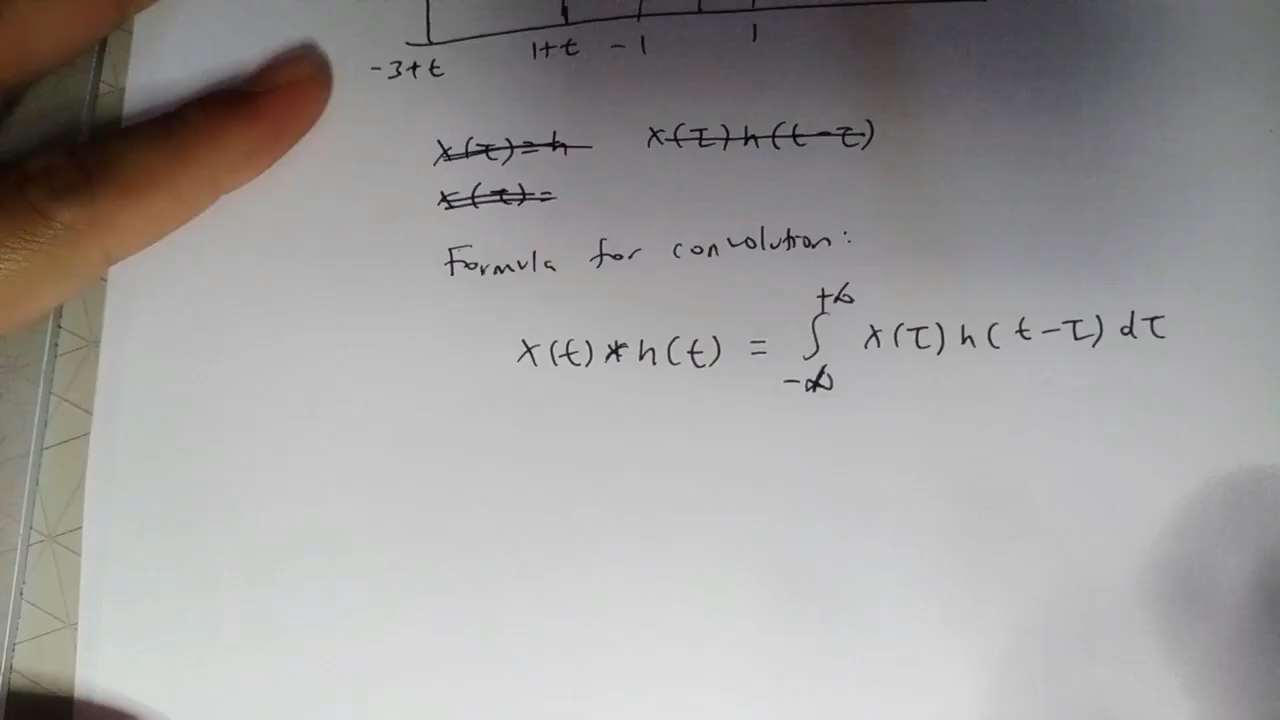 1+t -1 1
-3+t
x(τ)=h x(τ)h(t-τ)
x(τ)=
Formula for convolution:
x(t)*h(t) = ∫_{-∞}^{+∞} x(τ)h(t-τ)dτ